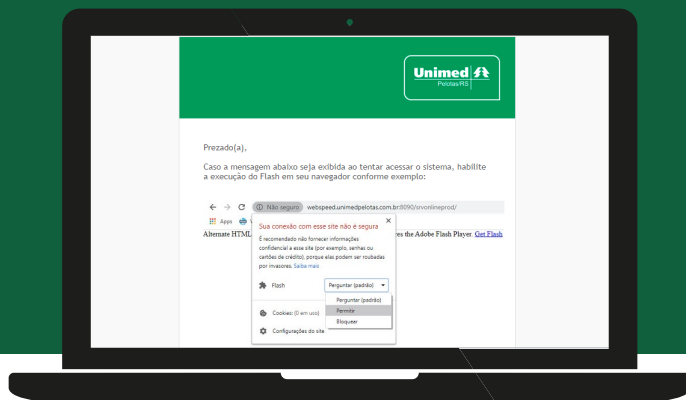 Unimed
Pelotas/RS
Prezado(a),
Caso a mensagem abaixo seja exibida ao tentar acessar o sistema, habilite
a execução do Flash em seu navegador conforme exemplo:
Não seguro webspeed.unimedpelotas.com.br:8090/srvonlineprod/
Apps
Alternate HTML
res the Adobe Flash Player. Get Flash
Sua conexão com esse site não é segura
É recomendado não fornecer informações
confidencial a esse site (por exemplo, senhas ou
cartões de crédito), porque elas podem ser roubadas
por invasores. Saiba mais
Flash
Perguntar (padrão)
Perguntar (padrão)
Permitir
Bloquear
Cookies: (0 em uso)
Configurações do site